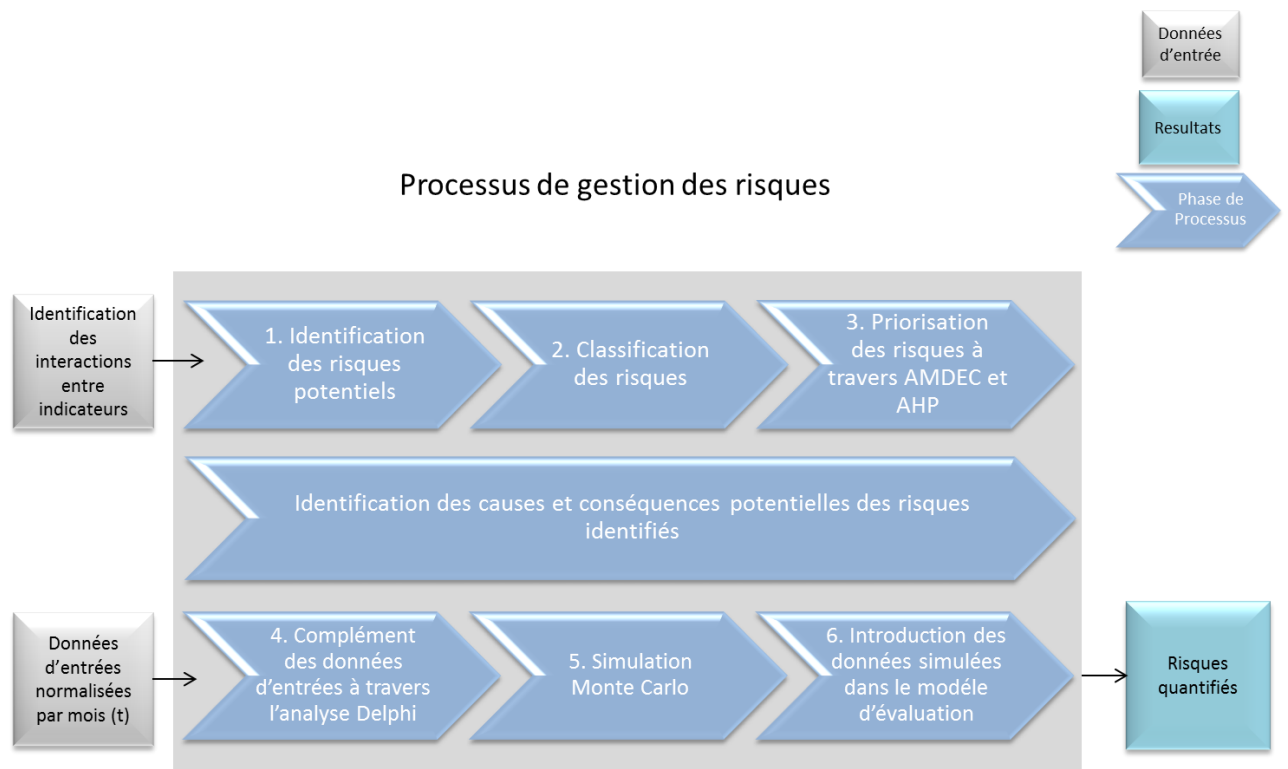 Données
d'entrée
Resultats
Phase de
Processus
Processus de gestion des risques
Identification
des
interactions
entre
indicateurs
1. Identification
des risques
potentiels
2. Classification
des risques
3. Priorisation
des risques à
travers AMDEC et
AHP
Identification des causes et conséquences potentielles des risques
identifiés
Données
d'entrées
normalisées
par mois (t)
4. Complément
des données
d'entrées à travers
l'analyse Delphi
5. Simulation
Monte Carlo
6. Introduction des
données simulées
dans le modéle
d'évaluation
Risques
quantifiés